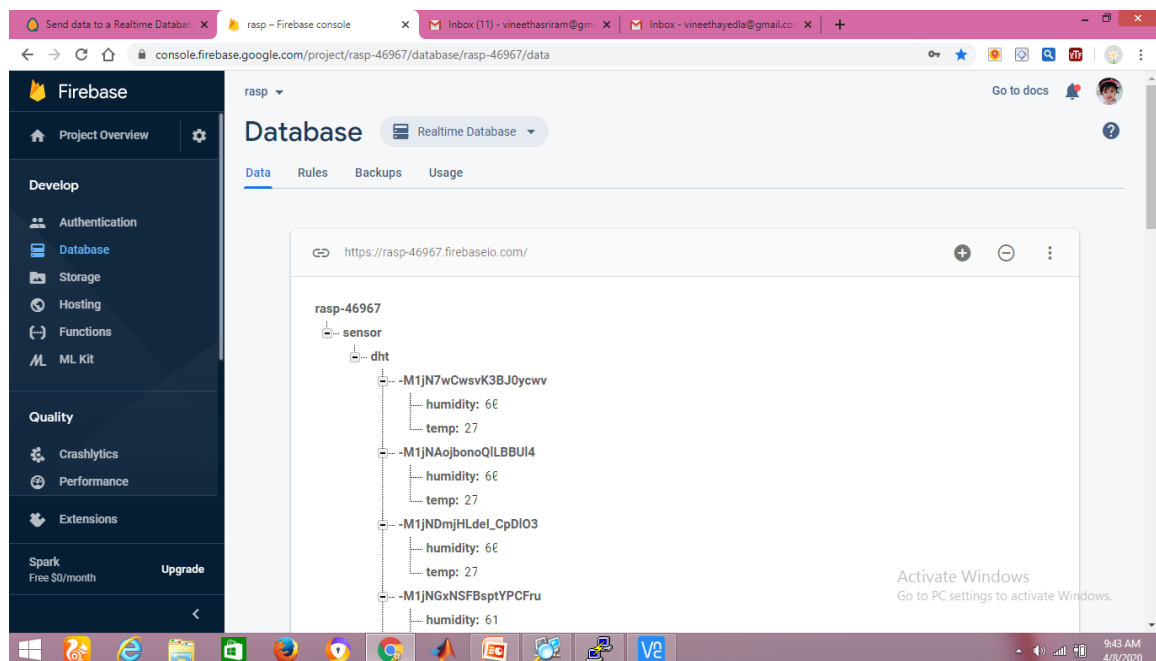 Send data to a Realtime Databas
rasp – Firebase console
Inbox (11) - vineethasriram@gm
Inbox - vineethayedla@gmail.co
console.firebase.google.com/project/rasp-46967/database/rasp-46967/data
Firebase
rasp
Go to docs
Project Overview
Database
Realtime Database
Data
Rules
Backups
Usage
Develop
Authentication
Database
Storage
Hosting
Functions
ML Kit
Quality
Crashlytics
Performance
Extensions
Spark
Free $0/month
Upgrade
https://rasp-46967.firebaseio.com/
rasp-46967
sensor
dht
-M1jN7wCwsvK3BJ0ycwv
humidity: 60
temp: 27
-M1jNAojbonoQlLBBUl4
humidity: 60
temp: 27
-M1jNDmjHLdeI_CpDlO3
humidity: 60
temp: 27
-M1jNGxNSFBsptYPCFru
humidity: 61
Activate Windows
Go to PC settings to activate Windows.
9:43 AM
4/8/2020